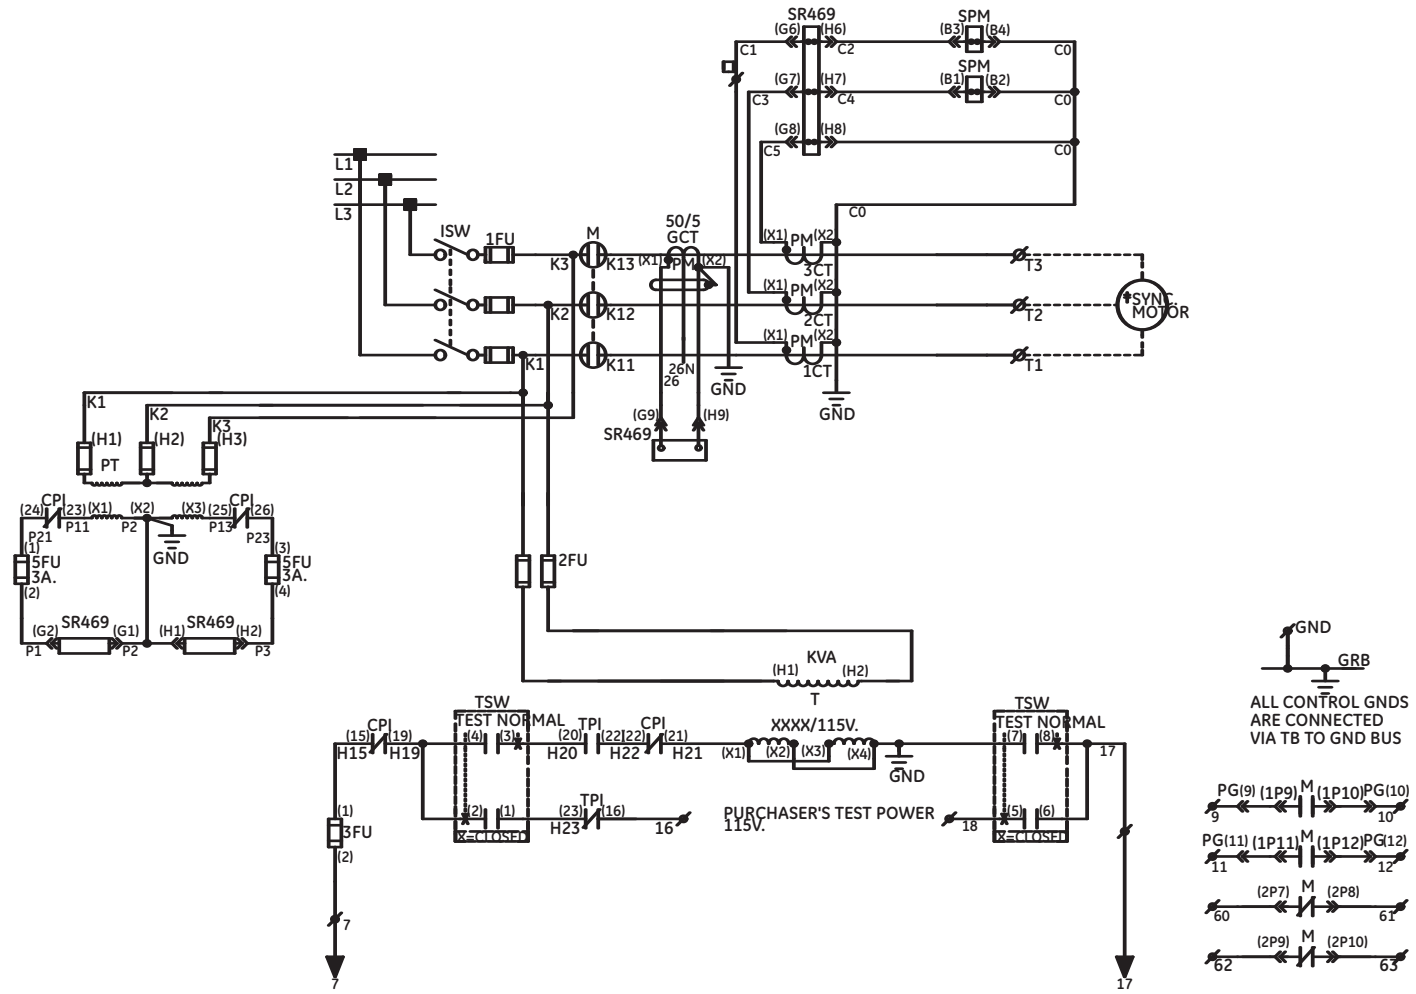 SR469 SPM
(G6) (H6) (B3) (B4)
C1 C2 C0
SPM
(G7) (H7) (B1) (B2)
C3 C4 C0
(G8) (H8)
C5 C0
C0
L1
L2
L3
ISW 1FU M 50/5
GCT
K3 K13 (X1) PM (X2) (X1) PM (X2) T3
3CT
K2 K12 (X1) PM (X2) T2
2CT
K1 K11 (X1) PM (X2) T1
1CT
*SYNC.
MOTOR
26N
26
GND
GND
K1 K2 K3
(H1) (H2) (H3)
PT
(G9) (H9)
SR469
CPI CPI
(24) (23) (X1) (X2) (X3) (25) (26)
P21 P11 P2 P13 P23
GND
(1) (3)
5FU 5FU
3A. 3A.
(2) (4)
SR469 SR469
(G2) (G1) (H1) (H2)
P1 P2 P3
2FU
KVA
(H1) (H2)
T
GND
GRB
ALL CONTROL GNDS
ARE CONNECTED
VIA TB TO GND BUS
TSW TSW
TEST NORMAL TEST NORMAL
CPI TPI CPI XXXX/115V.
(15) (19) (4) (3) (20) (22)(22) (21) (7) (8)
H15 H19 H20 H22 H21 (X1) (X2) (X3) (X4) 17
GND
(2) (1) (23) TPI (16) (5) (6)
H23 16 PURCHASER'S TEST POWER 18
115V.
X=CLOSED X=CLOSED
(1)
3FU
(2)
7
7
17
PG(9) (1P9) M (1P10) PG(10)
9 10
PG(11) (1P11) M (1P12) PG(12)
11 12
(2P7) M (2P8)
60 61
(2P9) M (2P10)
62 63